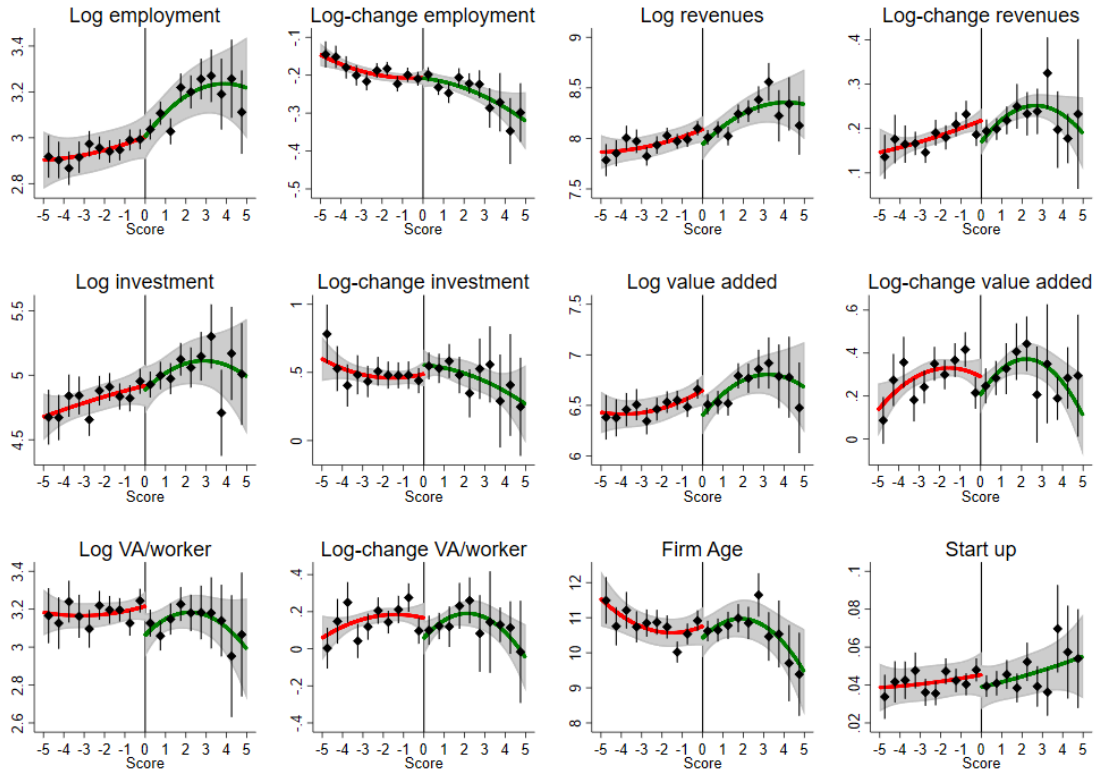 Log employment
3.4
3.2
3
2.8
-5 -4 -3 -2 1 0 1 2 3 4 5
Score
Log-change employment
-.1
-.2
-.3
-.4
-.5
-5 -4 -3 -2 1 0 1 2 3 4 5
Score
Log revenues
9
8.5
8
7.5
-5 -4 -3 -2 1 0 1 2 3 4 5
Score
Log-change revenues
.4
.3
.2
.1
-5 -4 -3 -2 1 0 1 2 3 4 5
Score
Log investment
5.5
5
4.5
-5 -4 -3 -2 1 0 1 2 3 4 5
Score
Log-change investment
1
.5
0
-5 -4 -3 -2 1 0 1 2 3 4 5
Score
Log value added
7.5
7
6.5
6
-5 -4 -3 -2 1 0 1 2 3 4 5
Score
Log-change value added
.6
.4
.2
0
-5 -4 -3 -2 1 0 1 2 3 4 5
Score
Log VA/worker
3.4
3.2
3
2.8
2.6
-5 -4 -3 -2 1 0 1 2 3 4 5
Score
Log-change VA/worker
.4
.2
0
-.2
-.4
-5 -4 -3 -2 1 0 1 2 3 4 5
Score
Firm Age
12
11
10
9
8
-5 -4 -3 -2 1 0 1 2 3 4 5
Score
Start up
.1
.08
.06
.04
.02
-5 -4 -3 -2 1 0 1 2 3 4 5
Score